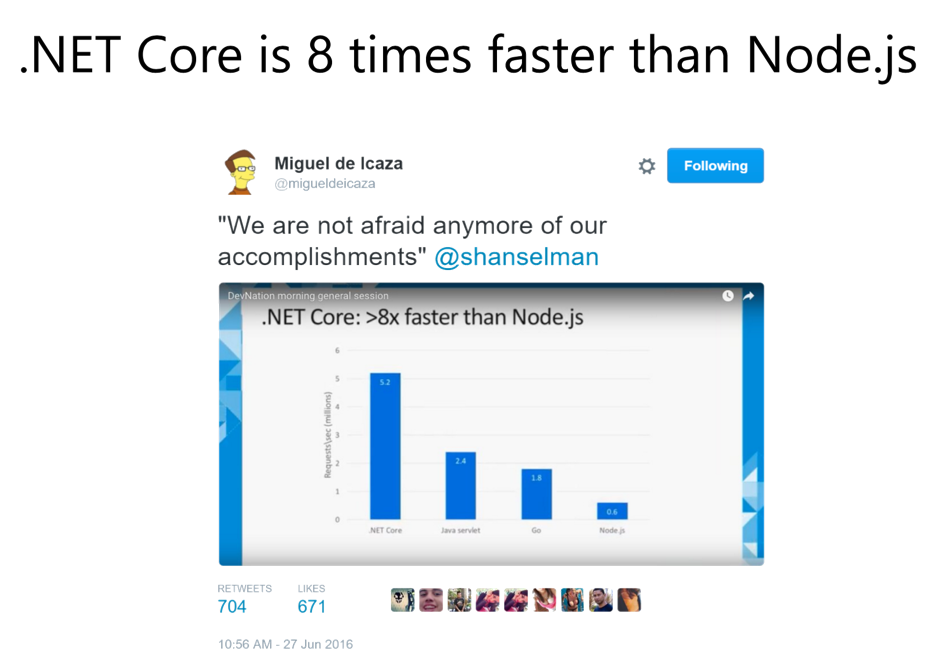 .NET Core is 8 times faster than Node.js
Miguel de Icaza
@migueldeicaza
Following
"We are not afraid anymore of our
accomplishments" @shanselman
DevNation morning general session
.NET Core: >8x faster than Node.js
Requests\sec (millions)
6
5
4
3
2
1
0
5.2
2.4
1.8
0.6
.NET Core
Java servlet
Go
Node.js
RETWEETS
704
LIKES
671
10:56 AM - 27 Jun 2016